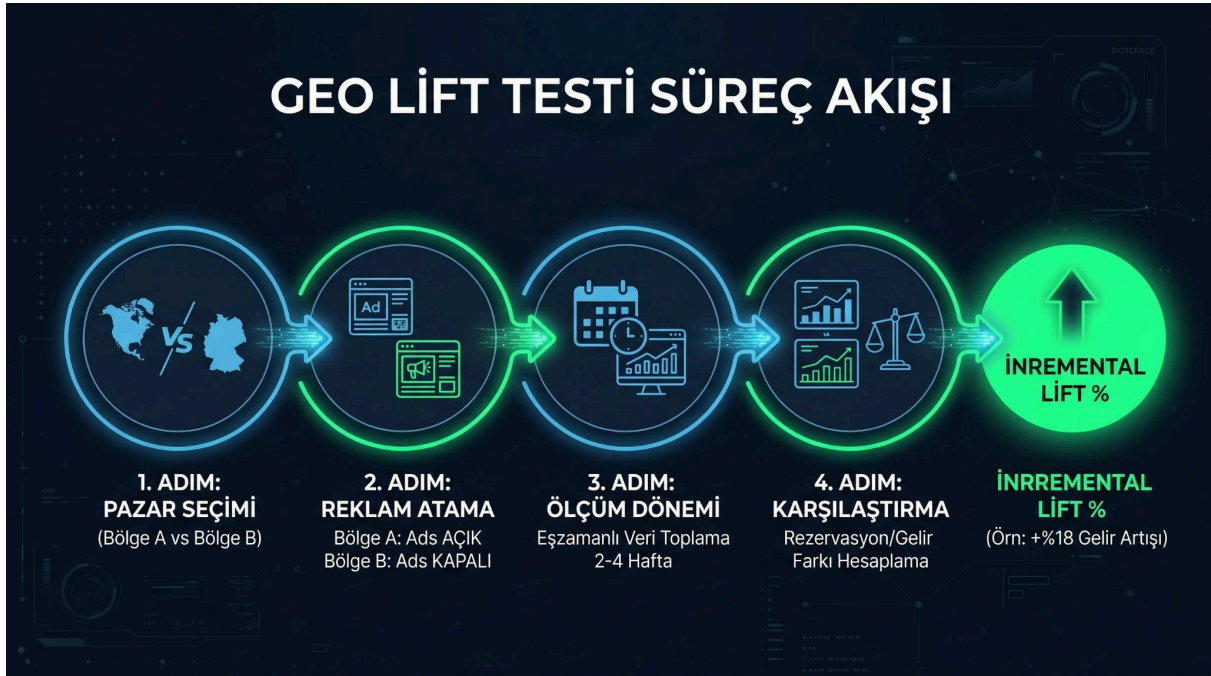 DGTLFACE
GEO LİFT TESTİ SÜREÇ AKIŞI
Vs
Ad
İNREMENTAL
LİFT %
1. ADIM:
PAZAR SEÇİMİ
(Bölge A vs Bölge B)
2. ADIM:
REKLAM ATAMA
Bölge A: Ads AÇIK
Bölge B: Ads KAPALI
3. ADIM:
ÖLÇÜM DÖNEMİ
Eşzamanlı Veri Toplama
2-4 Hafta
4. ADIM:
KARŞILAŞTIRMA
Rezervasyon/Gelir
Farkı Hesaplama
İNRREMENTAL
LİFT %
(Örn: +%18 Gelir Artışı)